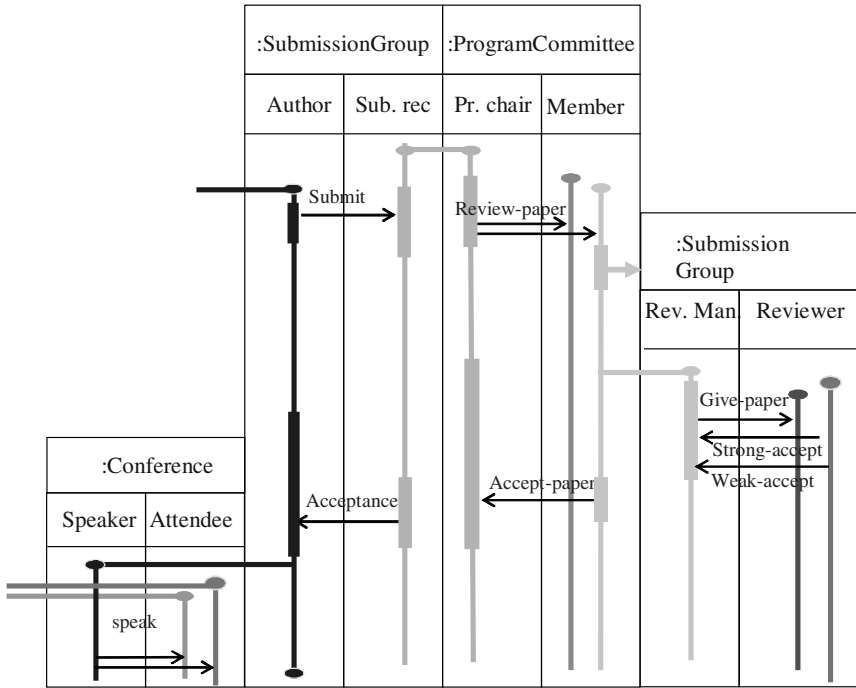 :SubmissionGroup :ProgramCommittee
Author Sub. rec Pr. chair Member
Submit
Review-paper
:Submission
Group
Rev. Man. Reviewer
Give-paper
Strong-accept
Weak-accept
Accept-paper
Acceptance
:Conference
Speaker Attendee
speak